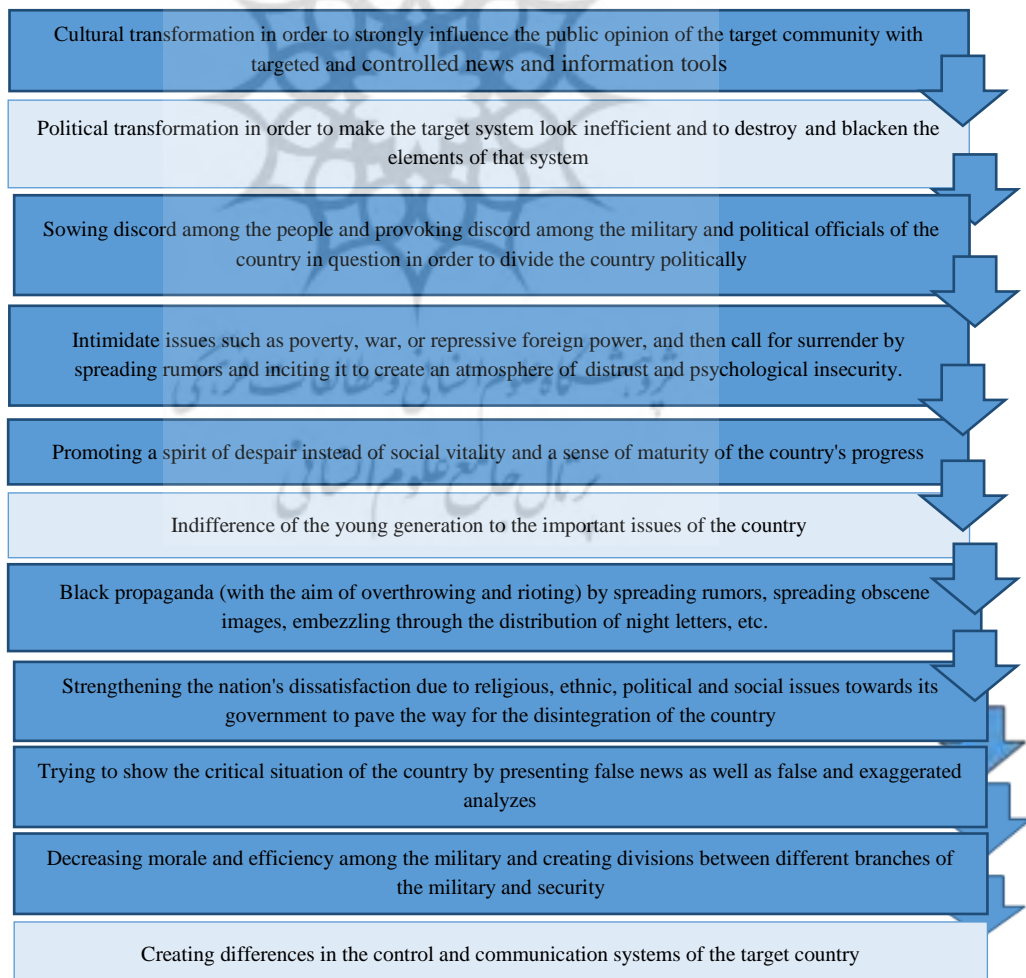 Cultural transformation in order to strongly influence the public opinion of the target community with
targeted and controlled news and information tools
Political transformation in order to make the target system look inefficient and to destroy and blacken the
elements of that system
Sowing discord among the people and provoking discord among the military and political officials of the
country in question in order to divide the country politically
Intimidate issues such as poverty, war, or repressive foreign power, and then call for surrender by
spreading rumors and inciting it to create an atmosphere of distrust and psychological insecurity.
پژوهشگاه علوم انسانی و مطالعات فرهنگی
Promoting a spirit of despair instead of social vitality and a sense of maturity of the country's progress
پرتال جامع علوم انسانی
Indifference of the young generation to the important issues of the country
Black propaganda (with the aim of overthrowing and rioting) by spreading rumors, spreading obscene
images, embezzling through the distribution of night letters, etc.
Strengthening the nation's dissatisfaction due to religious, ethnic, political and social issues towards its
government to pave the way for the disintegration of the country
Trying to show the critical situation of the country by presenting false news as well as false and exaggerated
analyzes
Decreasing morale and efficiency among the military and creating divisions between different branches of
the military and security
Creating differences in the control and communication systems of the target country